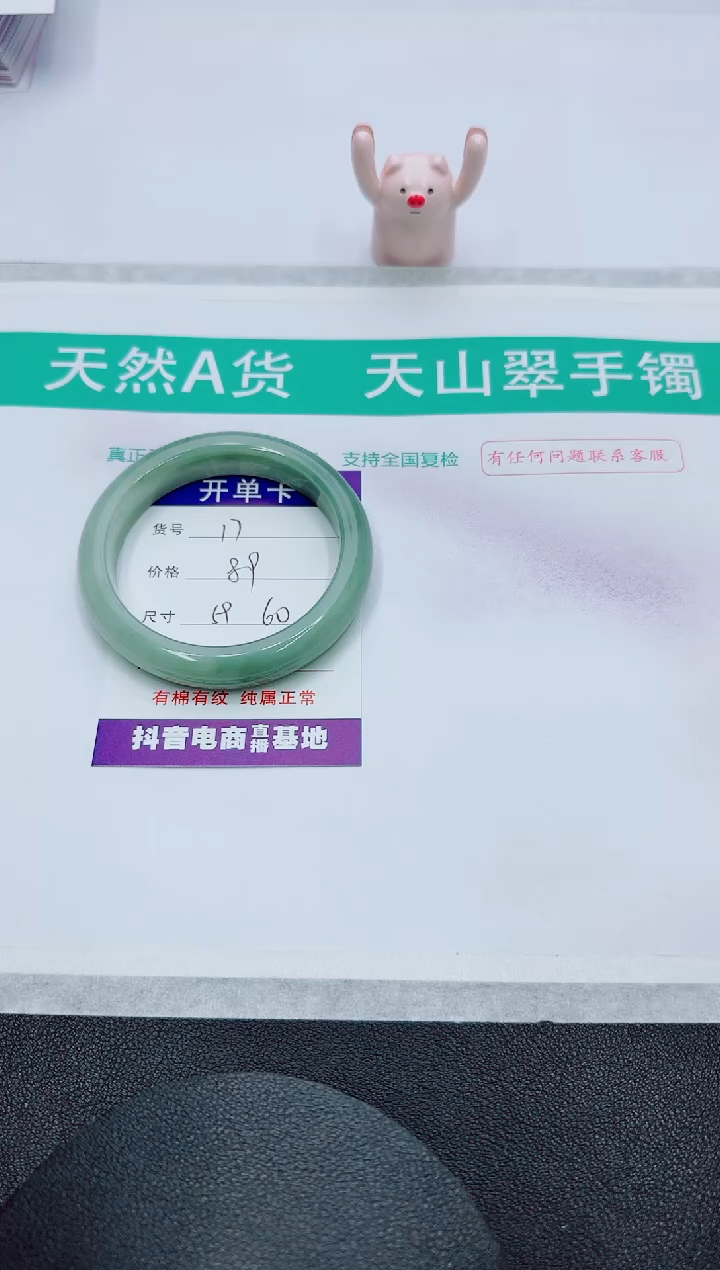 天然A货 天山翠手镯
真正
支持全国复检
有任何问题联系客服
开单卡
货号 17
价格 89
尺寸 59 60
有棉有纹 纯属正常
抖音电商直播基地